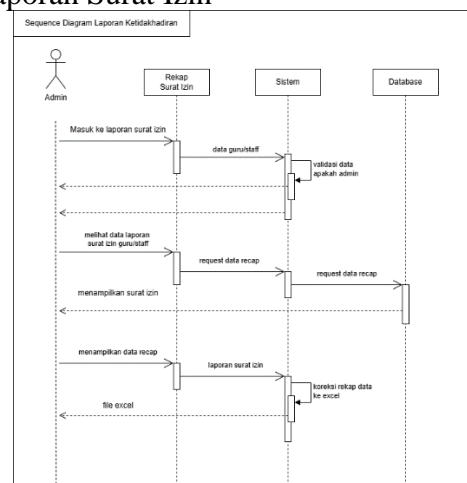 aporan Surat Izin
Sequence Diagram Laporan Ketidakhadiran
Admin
Rekap
Surat Izin
Sistem
Database
Masuk ke laporan surat izin
data guru/staff
validasi data
apakah admin
melihat data laporan
surat izin guru/staff
request data recap
request data recap
menampilkan surat izin
menampilkan data recap
laporan surat izin
koreksi rekap data
ke excel
file excel